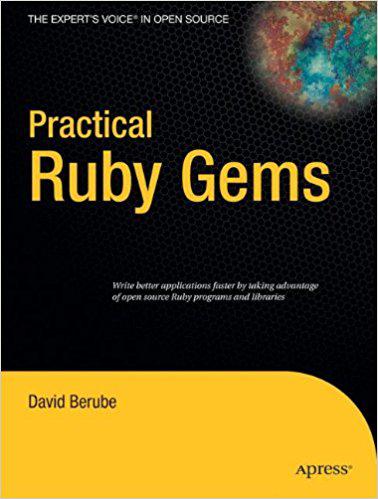 THE EXPERT'S VOICE® IN OPEN SOURCE
Practical
Ruby Gems
Write better applications faster by taking advantage
of open source Ruby programs and libraries
David Berube
Apress®